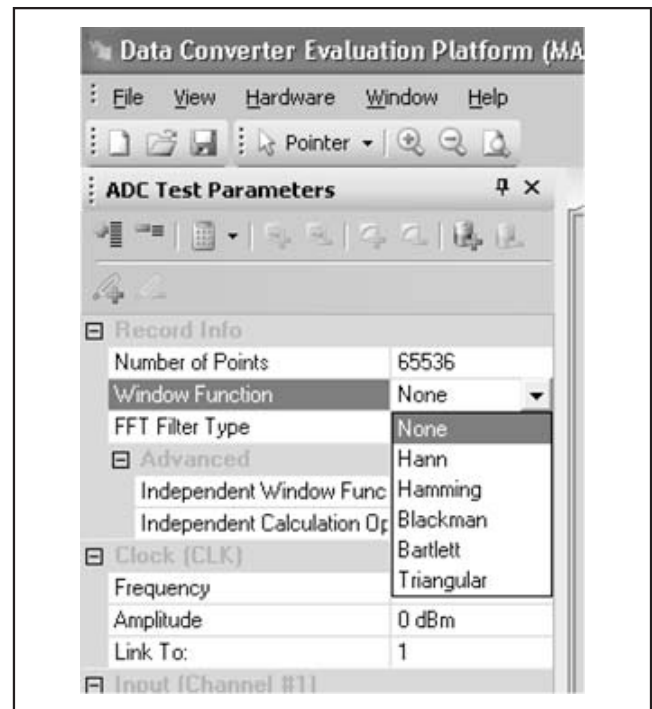 Data Converter Evaluation Platform (MA
File View Hardware Window Help
Pointer
ADC Test Parameters
Record Info
Number of Points 65536
Window Function None
FFT Filter Type None
Advanced Hann
Independent Window Func Hamming
Independent Calculation Op Blackman
Clock (CLK) Bartlett
Frequency Triangular
Amplitude 0 dBm
Link To: 1
Input (Channel #1)